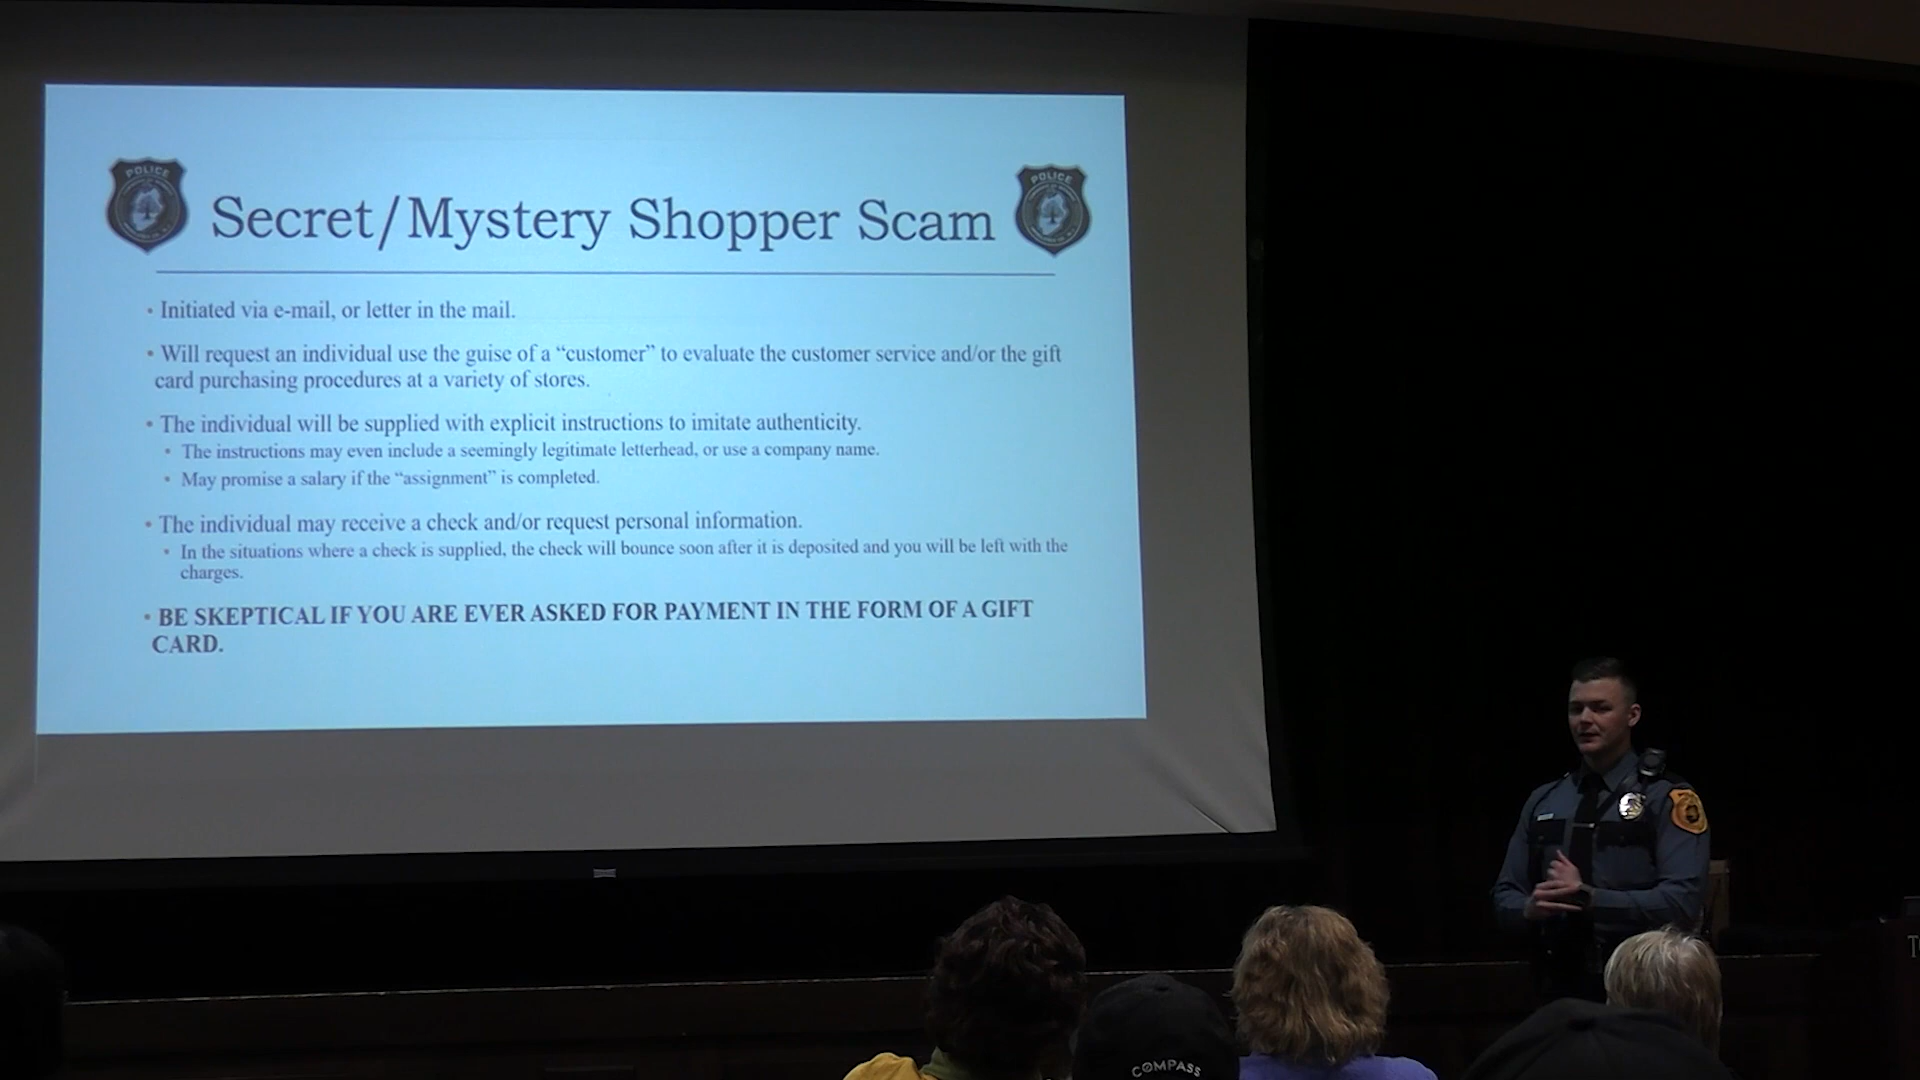 POLICE
POLICE
Secret/Mystery Shopper Scam
• Initiated via e-mail, or letter in the mail.
• Will request an individual use the guise of a “customer” to evaluate the customer service and/or the gift
card purchasing procedures at a variety of stores.
• The individual will be supplied with explicit instructions to imitate authenticity.
• The instructions may even include a seemingly legitimate letterhead, or use a company name.
• May promise a salary if the “assignment” is completed.
• The individual may receive a check and/or request personal information.
• In the situations where a check is supplied, the check will bounce soon after it is deposited and you will be left with the
charges.
• BE SKEPTICAL IF YOU ARE EVER ASKED FOR PAYMENT IN THE FORM OF A GIFT
CARD.
COMPASS